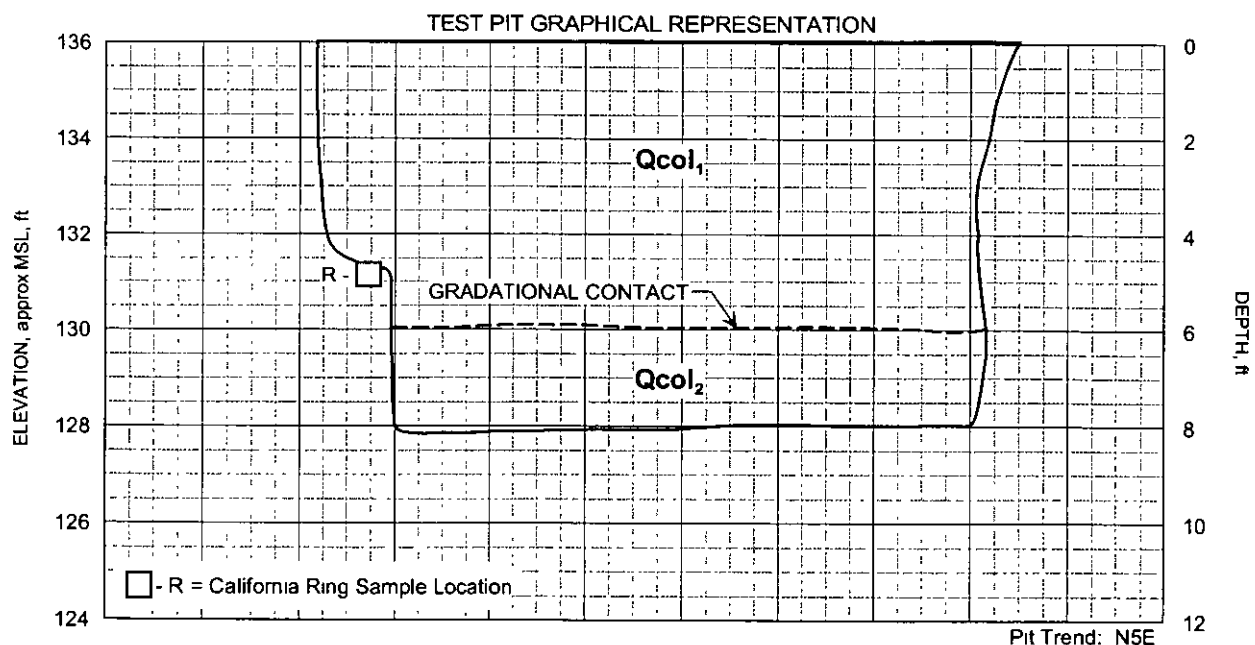 TEST PIT GRAPHICAL REPRESENTATION
136
134
132
130
128
126
124
ELEVATION, approx MSL, ft
0
2
4
6
8
10
12
DEPTH, ft
Qcol₁
R -
GRADATIONAL CONTACT
Qcol₂
- R = California Ring Sample Location
Pit Trend: N5E